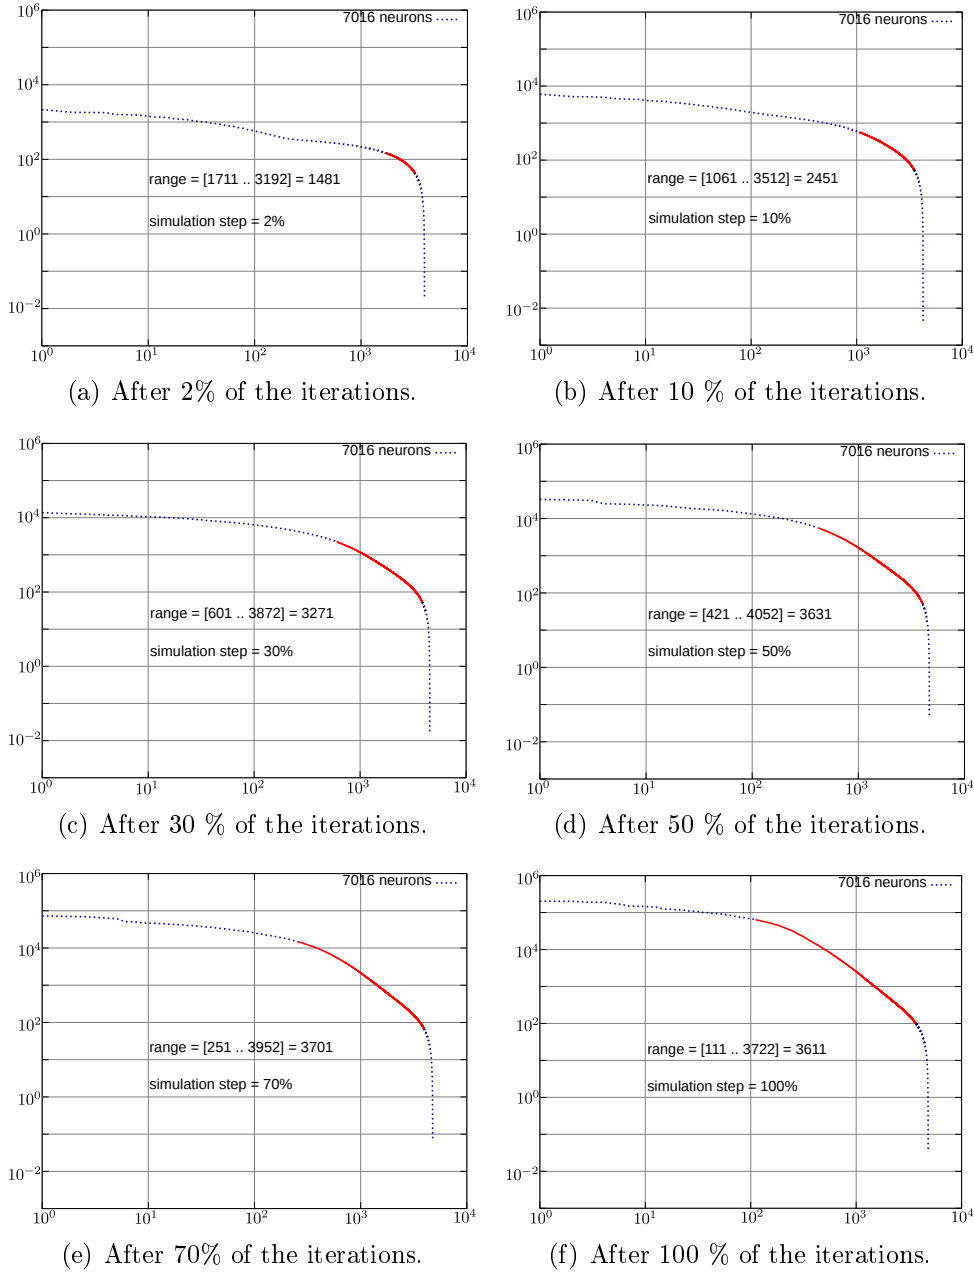 10^6 7016 neurons
10^4
10^2
range = [1711 .. 3192] = 1481
simulation step = 2%
10^0
10^−2
10^0 10^1 10^2 10^3 10^4
(a) After 2% of the iterations.
10^6 7016 neurons
10^4
10^2
range = [1061 .. 3512] = 2451
simulation step = 10%
10^0
10^−2
10^0 10^1 10^2 10^3 10^4
(b) After 10 % of the iterations.
10^6 7016 neurons
10^4
10^2
range = [601 .. 3872] = 3271
simulation step = 30%
10^0
10^−2
10^0 10^1 10^2 10^3 10^4
(c) After 30 % of the iterations.
10^6 7016 neurons
10^4
10^2
range = [421 .. 4052] = 3631
simulation step = 50%
10^0
10^−2
10^0 10^1 10^2 10^3 10^4
(d) After 50 % of the iterations.
10^6 7016 neurons
10^4
10^2
range = [251 .. 3952] = 3701
simulation step = 70%
10^0
10^−2
10^0 10^1 10^2 10^3 10^4
(e) After 70% of the iterations.
10^6 7016 neurons
10^4
10^2
range = [111 .. 3722] = 3611
simulation step = 100%
10^0
10^−2
10^0 10^1 10^2 10^3 10^4
(f) After 100 % of the iterations.